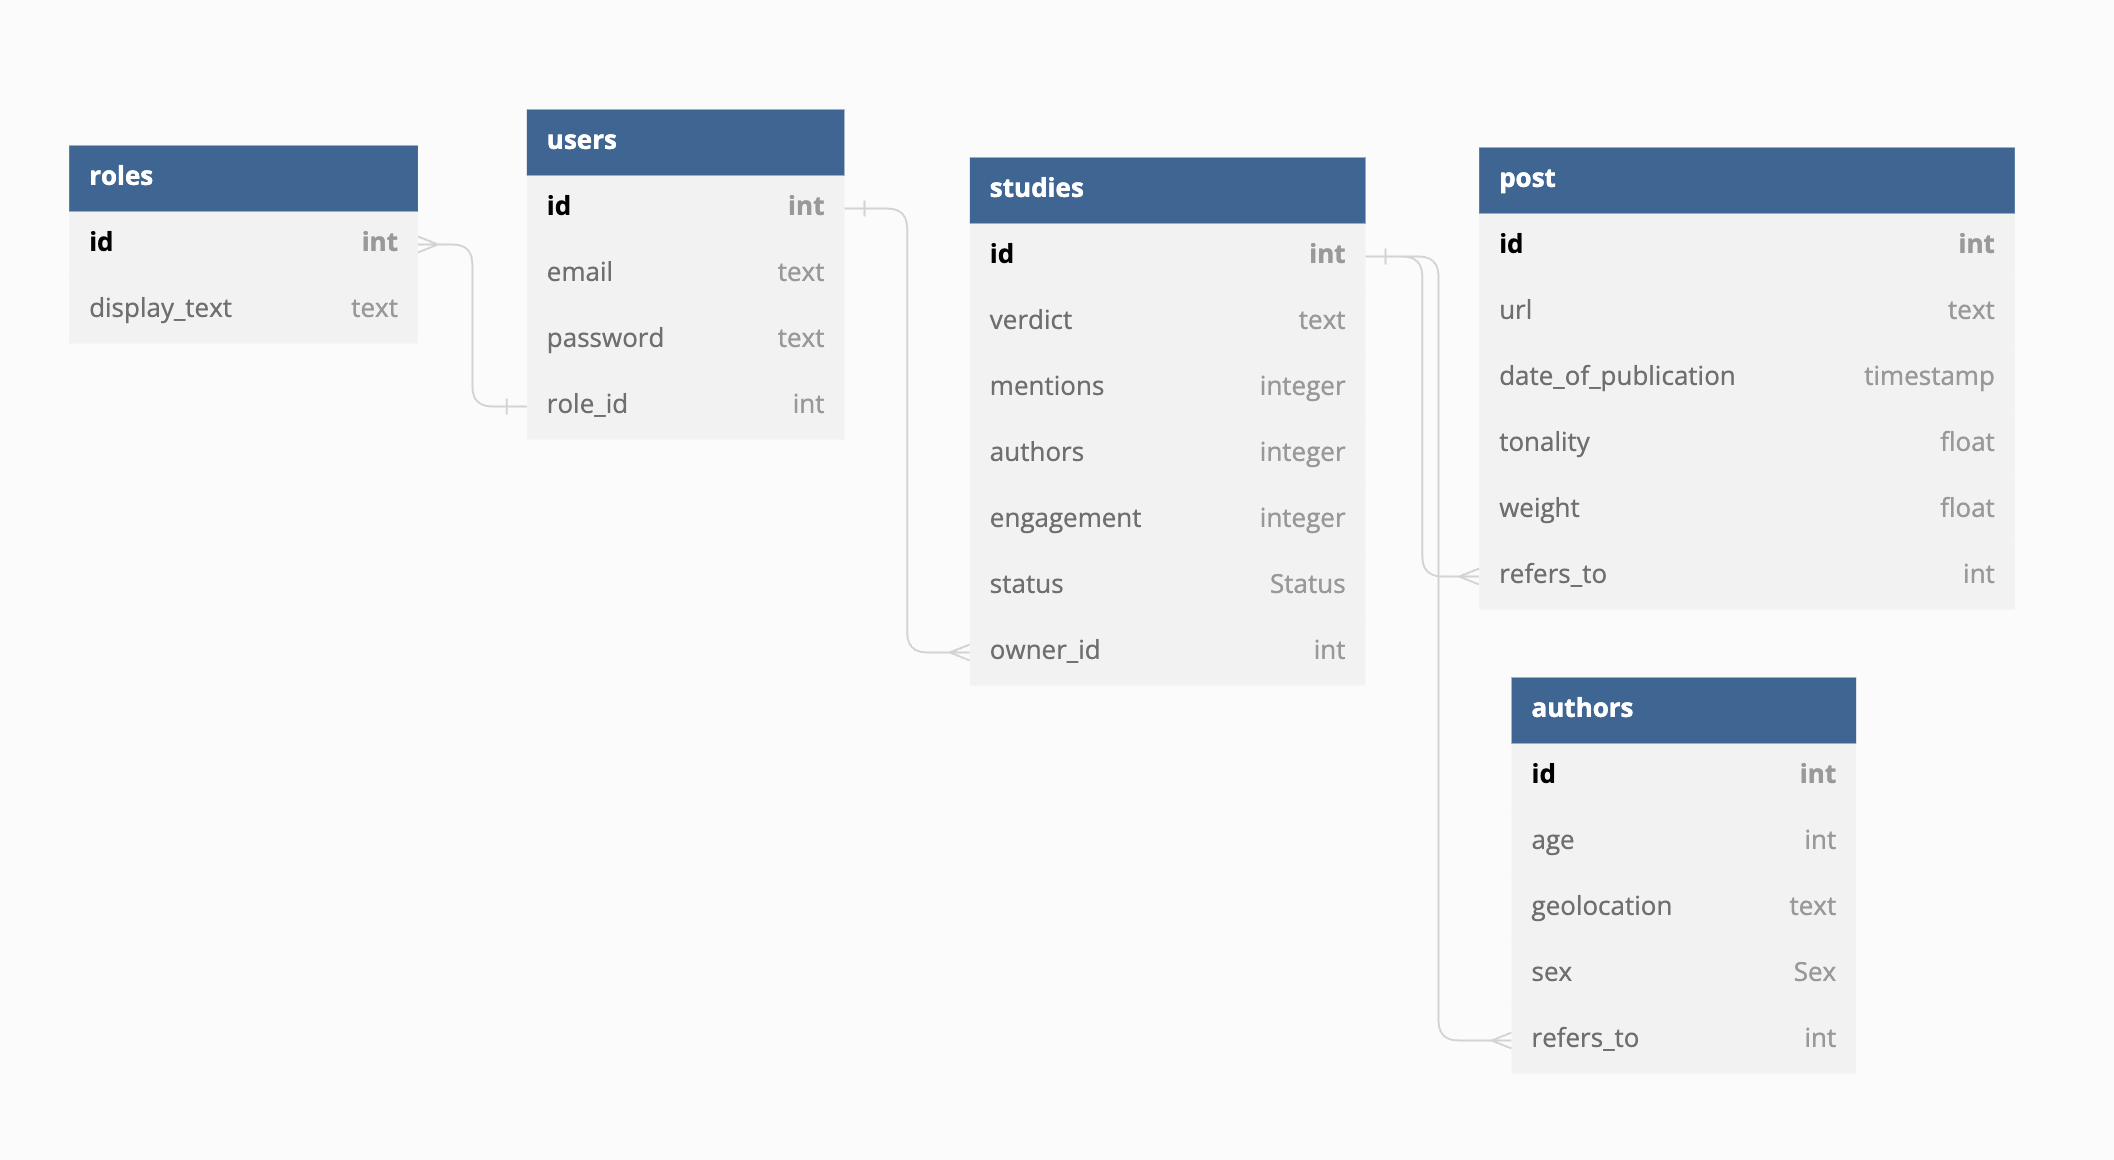 roles
id int
display_text text
users
id int
email text
password text
role_id int
studies
id int
verdict text
mentions integer
authors integer
engagement integer
status Status
owner_id int
post
id int
url text
date_of_publication timestamp
tonality float
weight float
refers_to int
authors
id int
age int
geolocation text
sex Sex
refers_to int